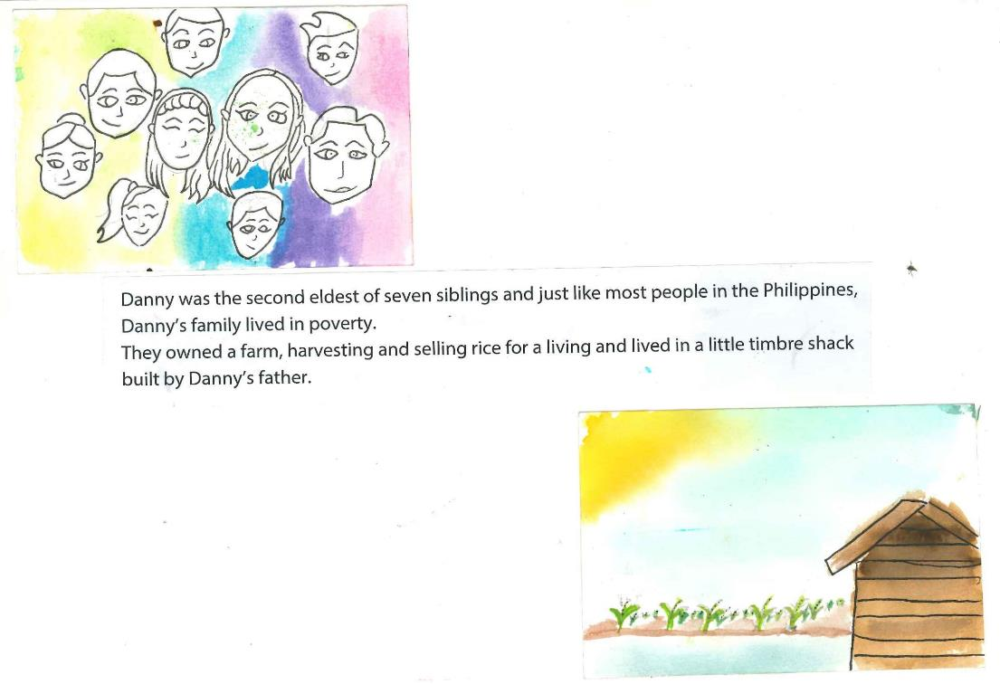 Danny was the second eldest of seven siblings and just like most people in the Philippines,
Danny’s family lived in poverty.
They owned a farm, harvesting and selling rice for a living and lived in a little timbre shack
built by Danny’s father.